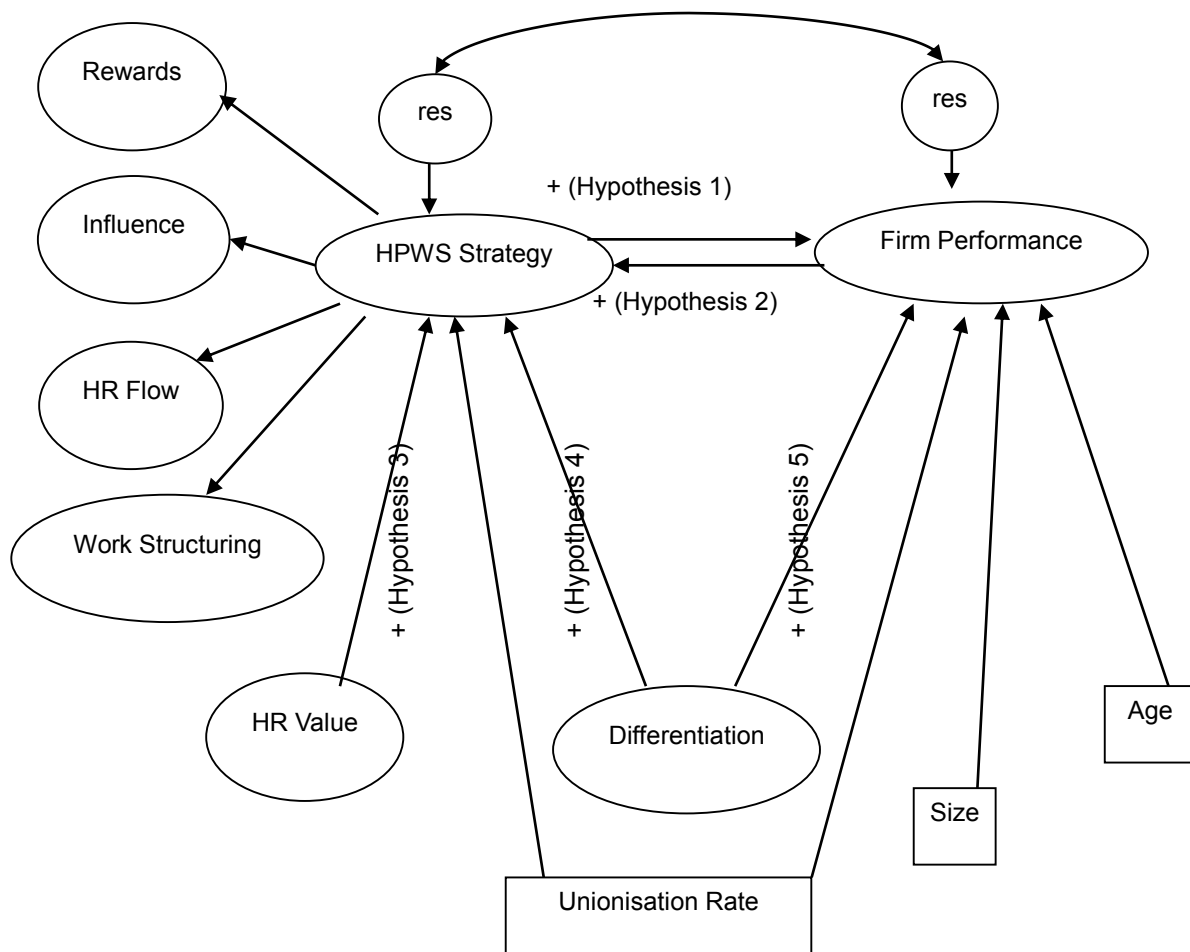 Rewards
res
res
+ (Hypothesis 1)
Influence
HPWS Strategy
Firm Performance
+ (Hypothesis 2)
HR Flow
+ (Hypothesis 3)
+ (Hypothesis 4)
+ (Hypothesis 5)
Work Structuring
HR Value
Differentiation
Age
Size
Unionisation Rate